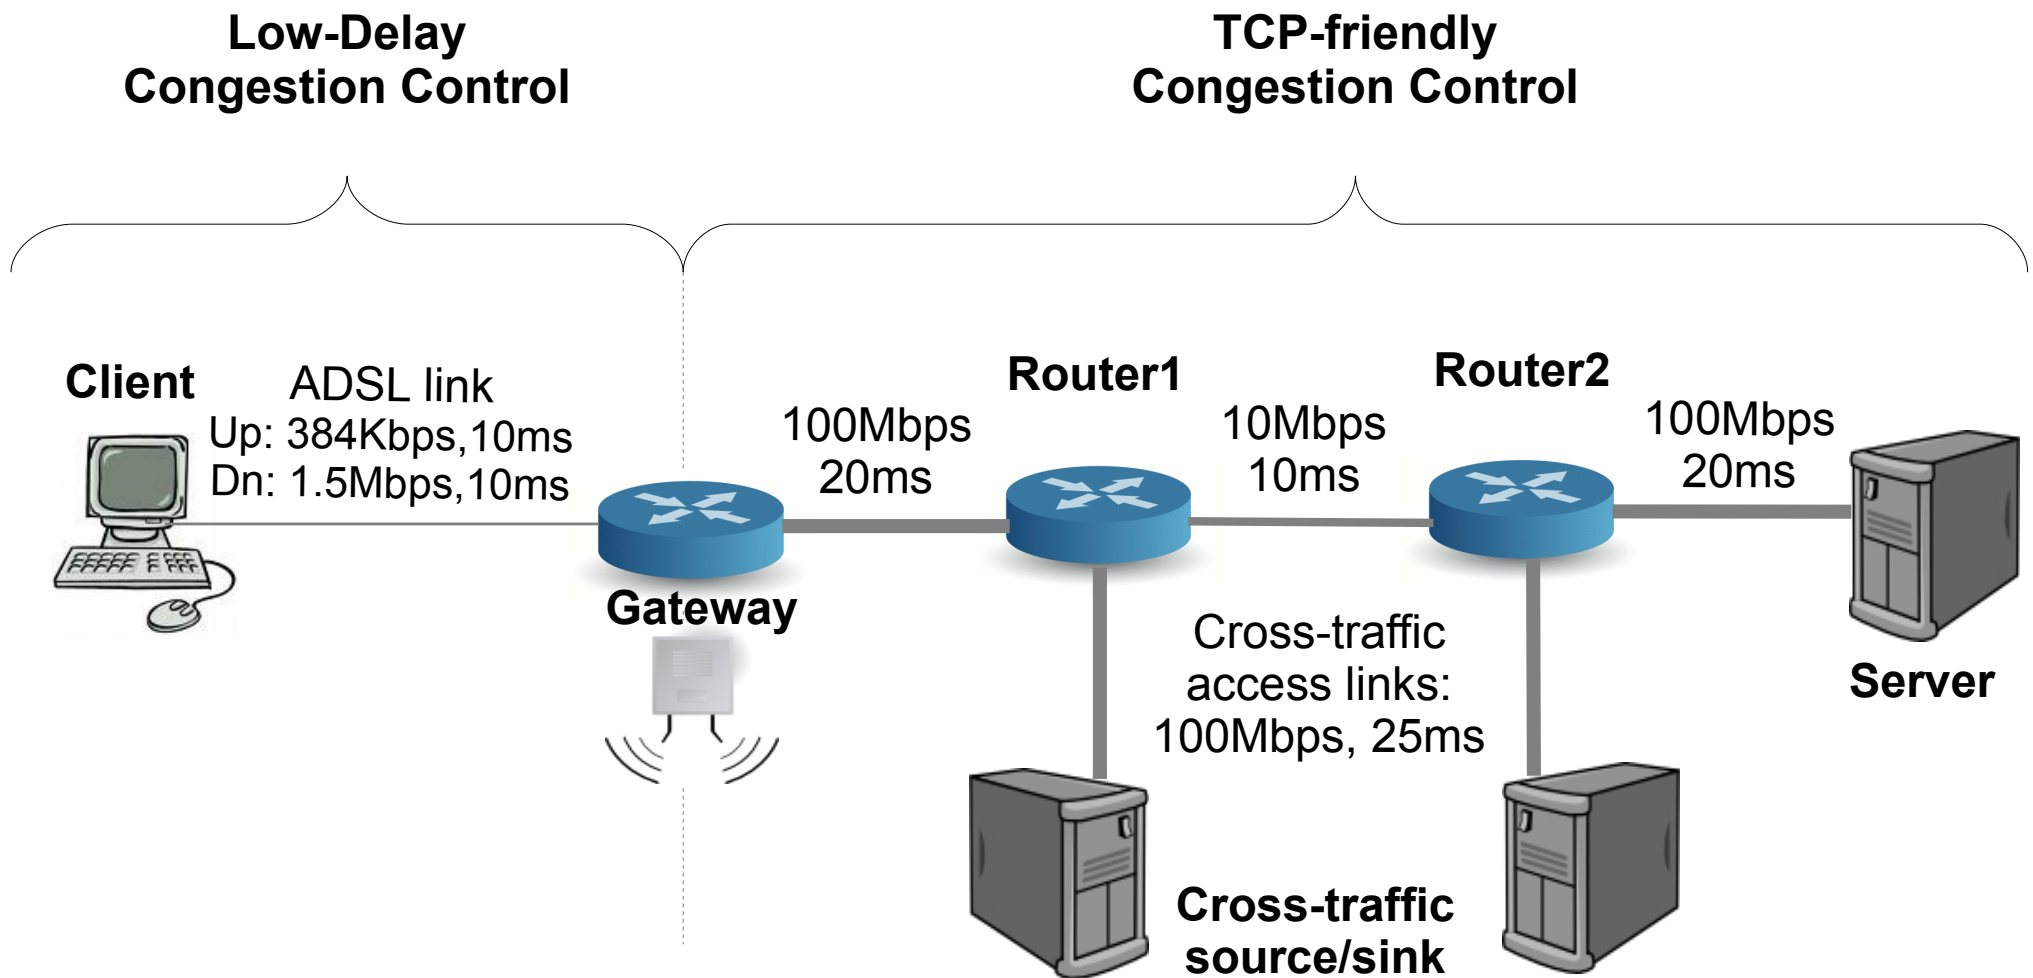 Low-Delay
Congestion Control
TCP-friendly
Congestion Control
Client
ADSL link
Up: 384Kbps,10ms
Dn: 1.5Mbps,10ms
Gateway
100Mbps
20ms
Router1
10Mbps
10ms
Router2
100Mbps
20ms
Server
Cross-traffic
access links:
100Mbps, 25ms
Cross-traffic
source/sink